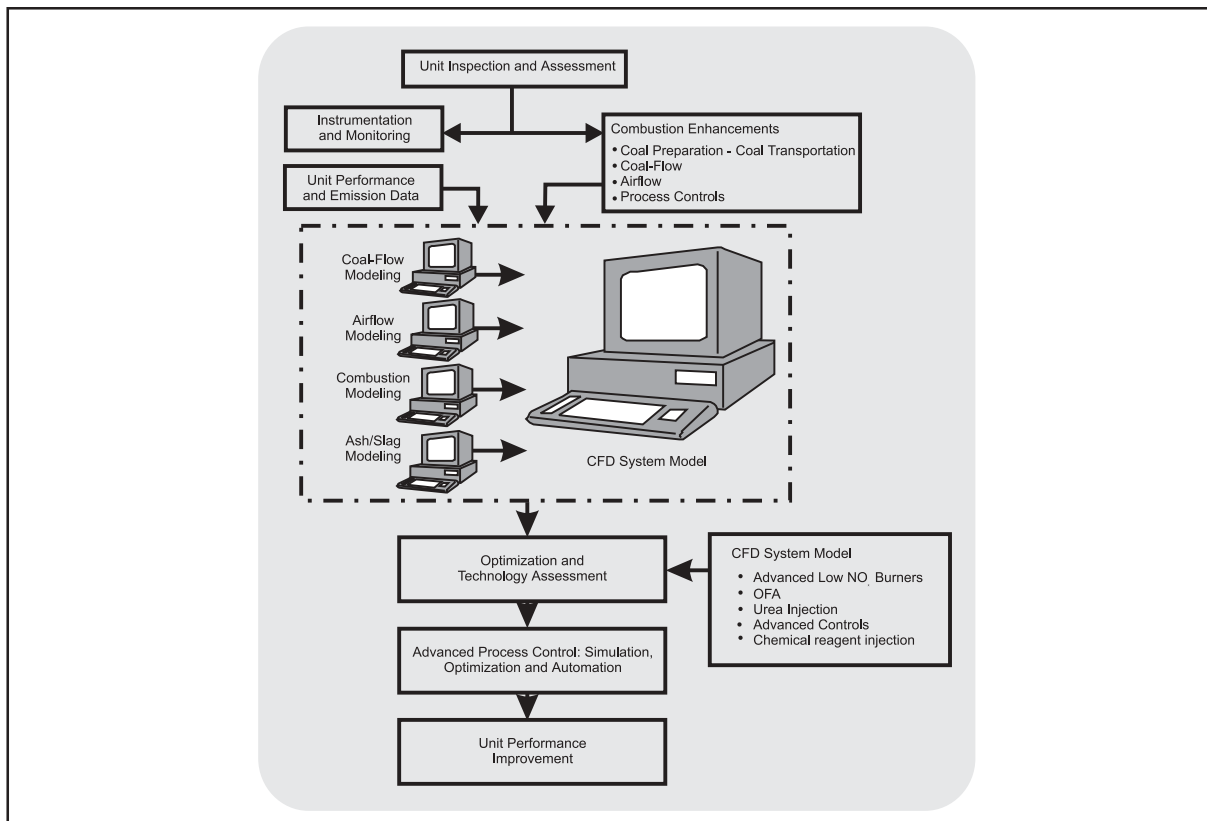 Unit Inspection and Assessment
Instrumentation
and Monitoring
Combustion Enhancements
• Coal Preparation - Coal Transportation
• Coal-Flow
• Airflow
• Process Controls
Unit Performance
and Emission Data
Coal-Flow
Modeling
Airflow
Modeling
Combustion
Modeling
Ash/Slag
Modeling
CFD System Model
Optimization and
Technology Assessment
CFD System Model
• Advanced Low NO, Burners
• OFA
• Urea Injection
• Advanced Controls
• Chemical reagent injection
Advanced Process Control: Simulation,
Optimization and Automation
Unit Performance
Improvement